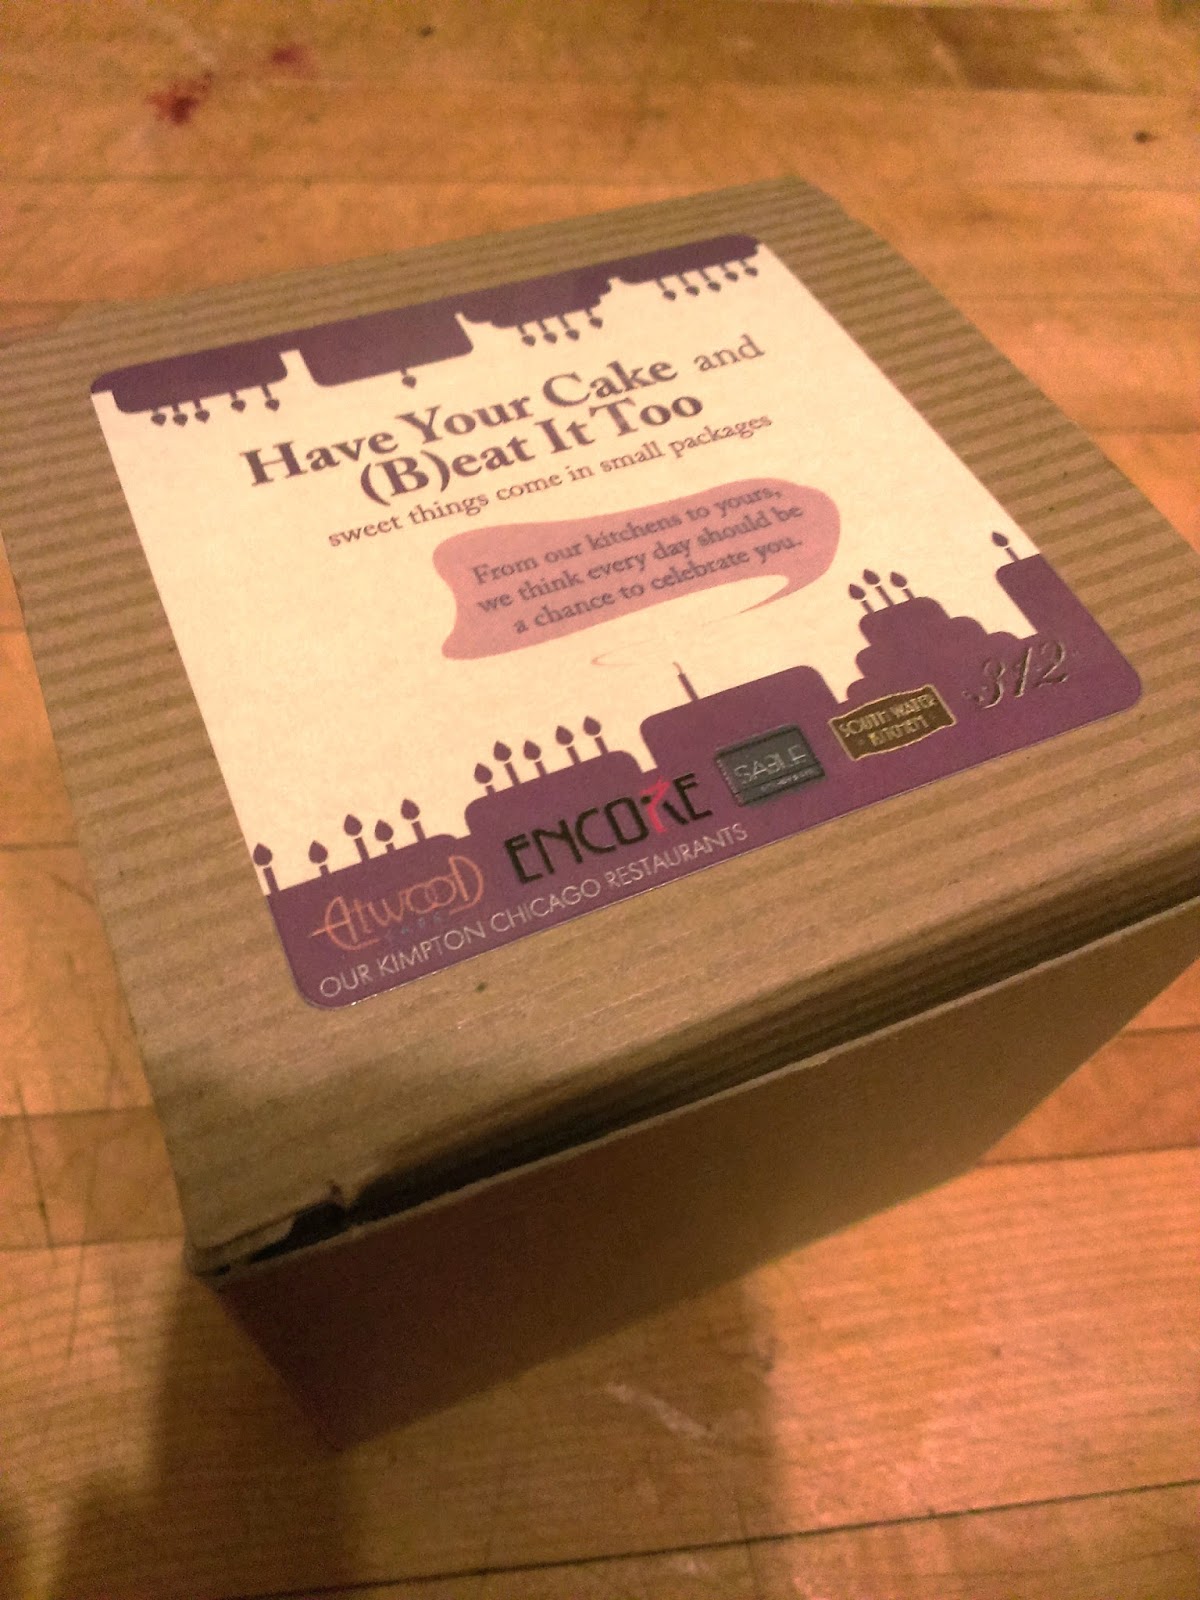 Have Your Cake and
(B)eat It Too
sweet things come in small packages
From our kitchens to yours,
we think every day should be
a chance to celebrate you.
Atwood
CAFE
ENCORE
SABLE
SOUTH WATER
KITCHEN
312
OUR KIMPTON CHICAGO RESTAURANTS